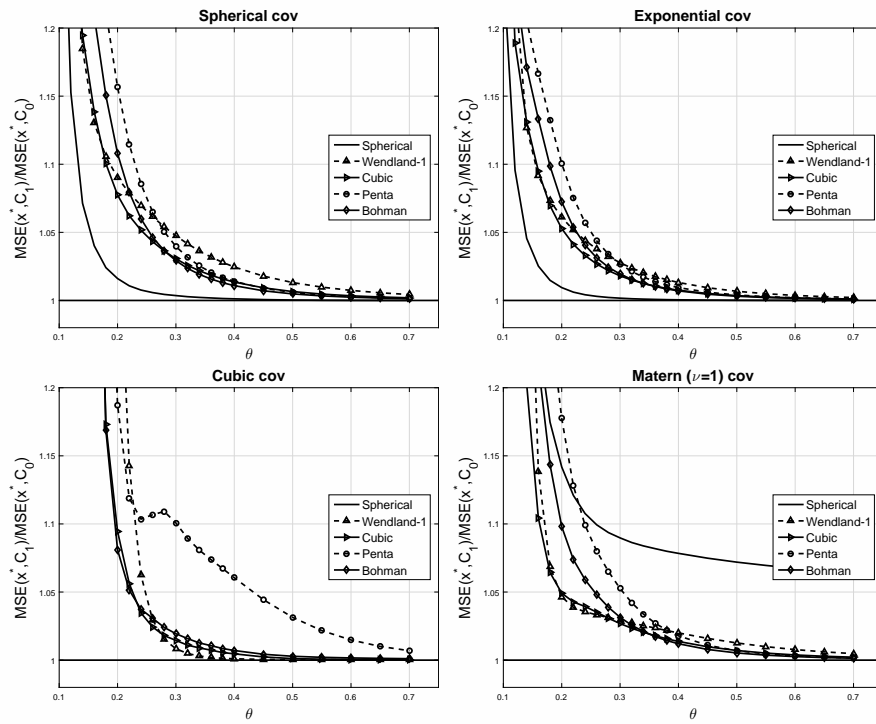 Spherical cov
MSE(x*,C1)/MSE(x*,C0)
1.2
1.15
1.1
1.05
1
0.1 0.2 0.3 0.4 0.5 0.6 0.7
θ
Spherical
Wendland-1
Cubic
Penta
Bohman
Exponential cov
MSE(x*,C1)/MSE(x*,C0)
1.2
1.15
1.1
1.05
1
0.1 0.2 0.3 0.4 0.5 0.6 0.7
θ
Spherical
Wendland-1
Cubic
Penta
Bohman
Cubic cov
MSE(x*,C1)/MSE(x*,C0)
1.2
1.15
1.1
1.05
1
0.1 0.2 0.3 0.4 0.5 0.6 0.7
θ
Spherical
Wendland-1
Cubic
Penta
Bohman
Matern (ν=1) cov
MSE(x*,C1)/MSE(x*,C0)
1.2
1.15
1.1
1.05
1
0.1 0.2 0.3 0.4 0.5 0.6 0.7
θ
Spherical
Wendland-1
Cubic
Penta
Bohman